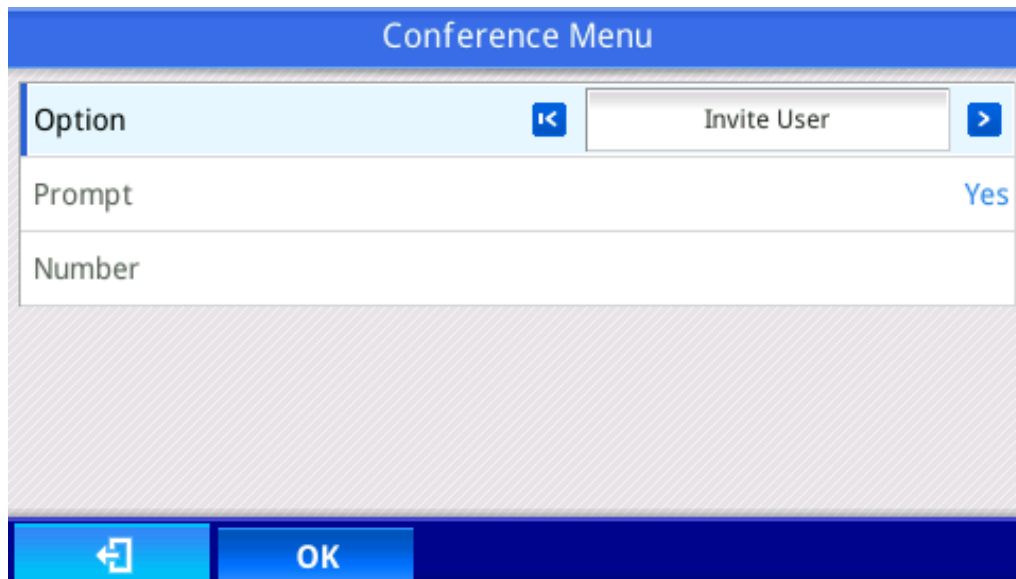 Conference Menu
Option Invite User
Prompt Yes
Number
OK